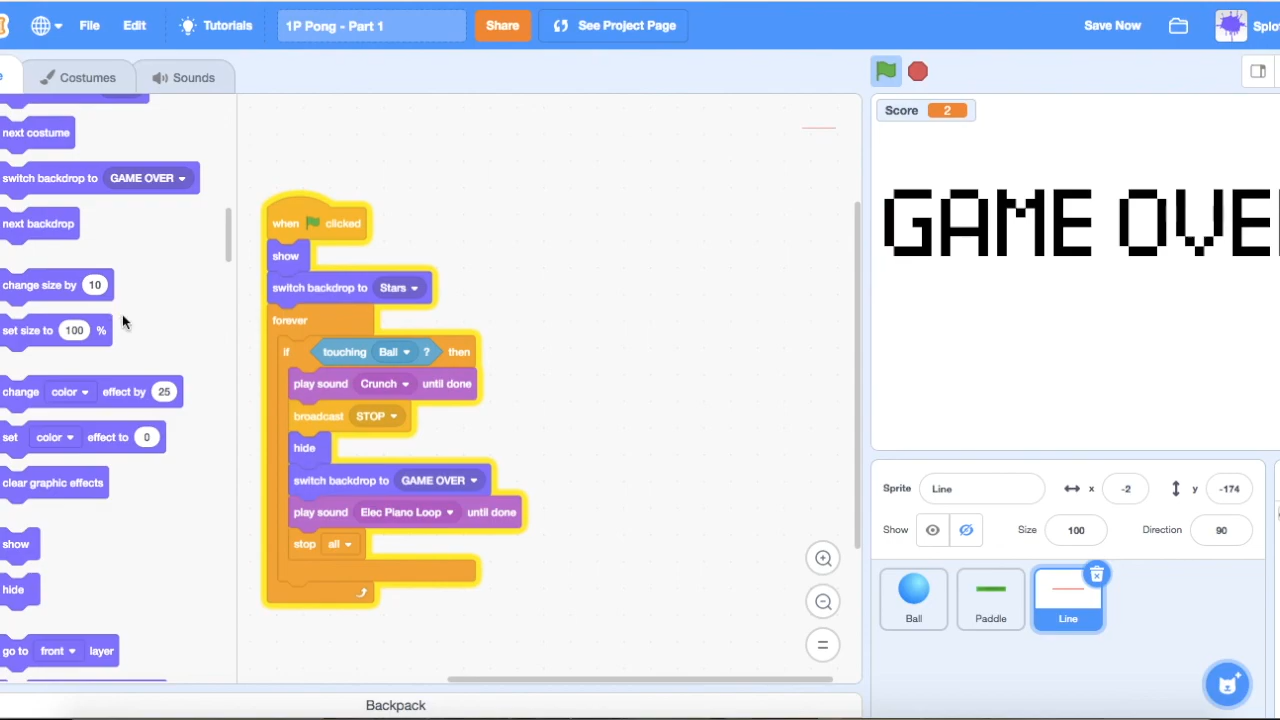 File Edit Tutorials 1P Pong - Part 1 Share See Project Page Save Now
Costumes Sounds
next costume
switch backdrop to GAME OVER
next backdrop
change size by 10
set size to 100 %
change color effect by 25
set color effect to 0
clear graphic effects
show
hide
go to front layer
when clicked
show
switch backdrop to Stars
forever
if touching Ball ? then
play sound Crunch until done
broadcast STOP
hide
switch backdrop to GAME OVER
play sound Elec Piano Loop until done
stop all
Backpack
Score 2
GAME OVE
Sprite Line x -2 y -174
Show Size 100 Direction 90
Ball Paddle Line